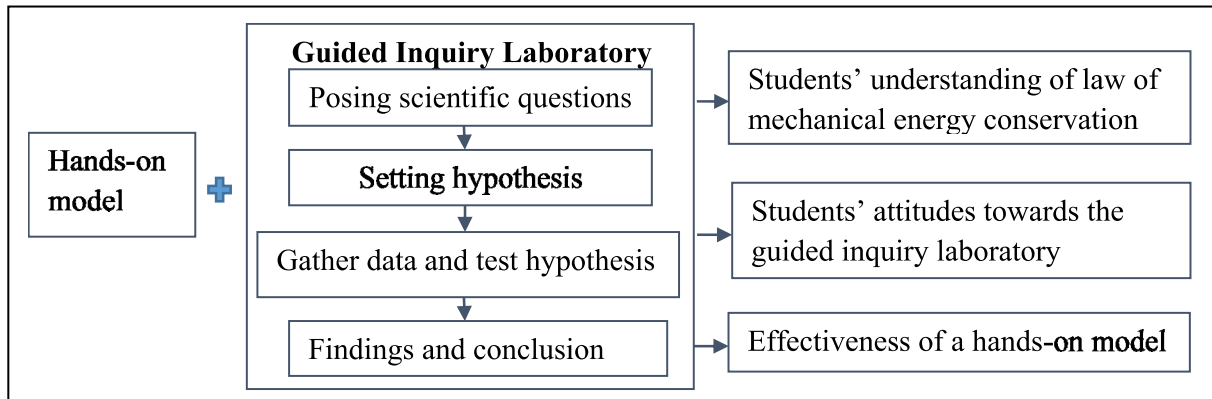 Hands-on
model
Guided Inquiry Laboratory
Posing scientific questions
Setting hypothesis
Gather data and test hypothesis
Findings and conclusion
Students’ understanding of law of
mechanical energy conservation
Students’ attitudes towards the
guided inquiry laboratory
Effectiveness of a hands-on model